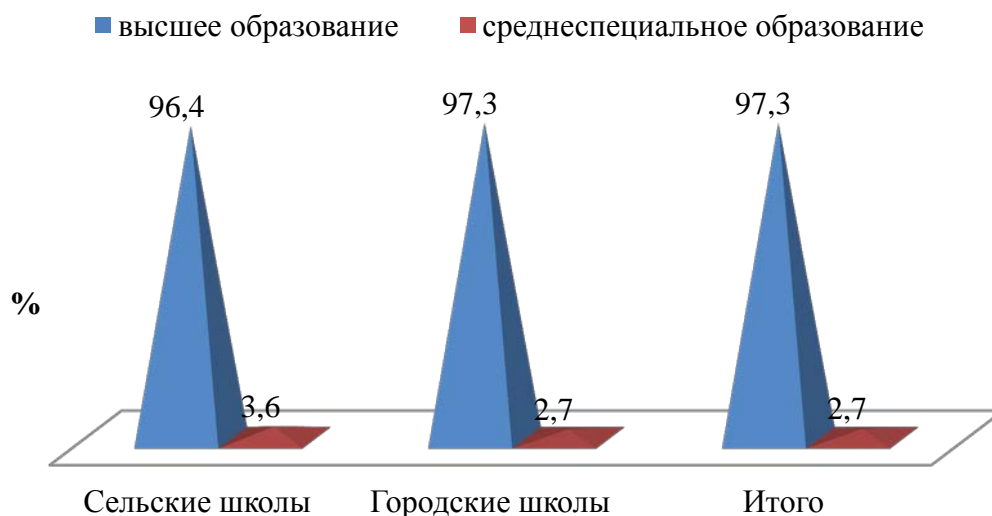 высшее образование среднеспециальное образование
96,4 97,3 97,3
%
3,6 2,7 2,7
Сельские школы Городские школы Итого